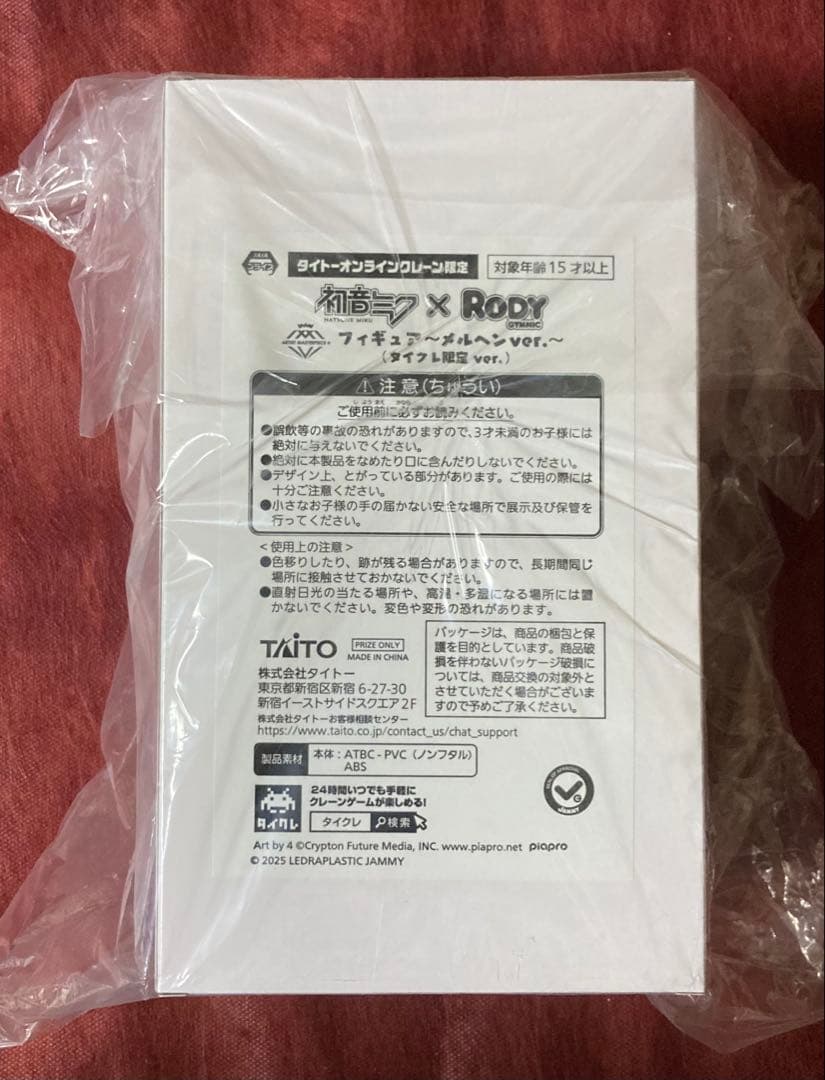 TAITO
プライズ
タイトーオンラインクレーン限定
対象年齢15才以上
初音ミク × RODY
HATSUNE MIKU
GYMNIC
ARTIST MASTERPIECE+
フィギュア～メルヘンver.～
(タイクレ限定 ver.)
注意(ちゅうい)
ご使用前に必ずお読みください。
●誤飲等の事故の恐れがありますので、3才未満のお子様には
絶対に与えないでください。
●絶対に本製品をなめたり口に含んだりしないでください。
●デザイン上、とがっている部分があります。ご使用の際には
十分ご注意ください。
●小さなお子様の手の届かない安全な場所で展示及び保管を
行ってください。
<使用上の注意>
●色移りしたり、跡が残る場合がありますので、長期間同じ
場所に接触させておかないでください。
●直射日光の当たる場所や、高温・多湿になる場所には置
かないでください。変色や変形の恐れがあります。
TAITO
PRIZE ONLY
MADE IN CHINA
株式会社タイトー
東京都新宿区新宿 6-27-30
新宿イーストサイドスクエア 2F
株式会社タイトーお客様相談センター
https://www.taito.co.jp/contact_us/chat_support
パッケージは、商品の梱包と保
護を目的としています。商品破
損を伴わないパッケージ破損に
ついては、商品交換の対象外と
させていただく場合がございま
すので予めご了承ください。
製品素材
本体：ATBC-PVC（ノンフタル）
ABS
24時間いつでも手軽に
クレーンゲームが楽しめる!
タイクレ
タイクレ
検索
SEAL OF APPROVAL
G
JAMMY
Art by 4 ©Crypton Future Media, INC. www.piapro.net piapro
© 2025 LEDRAPLASTIC JAMMY